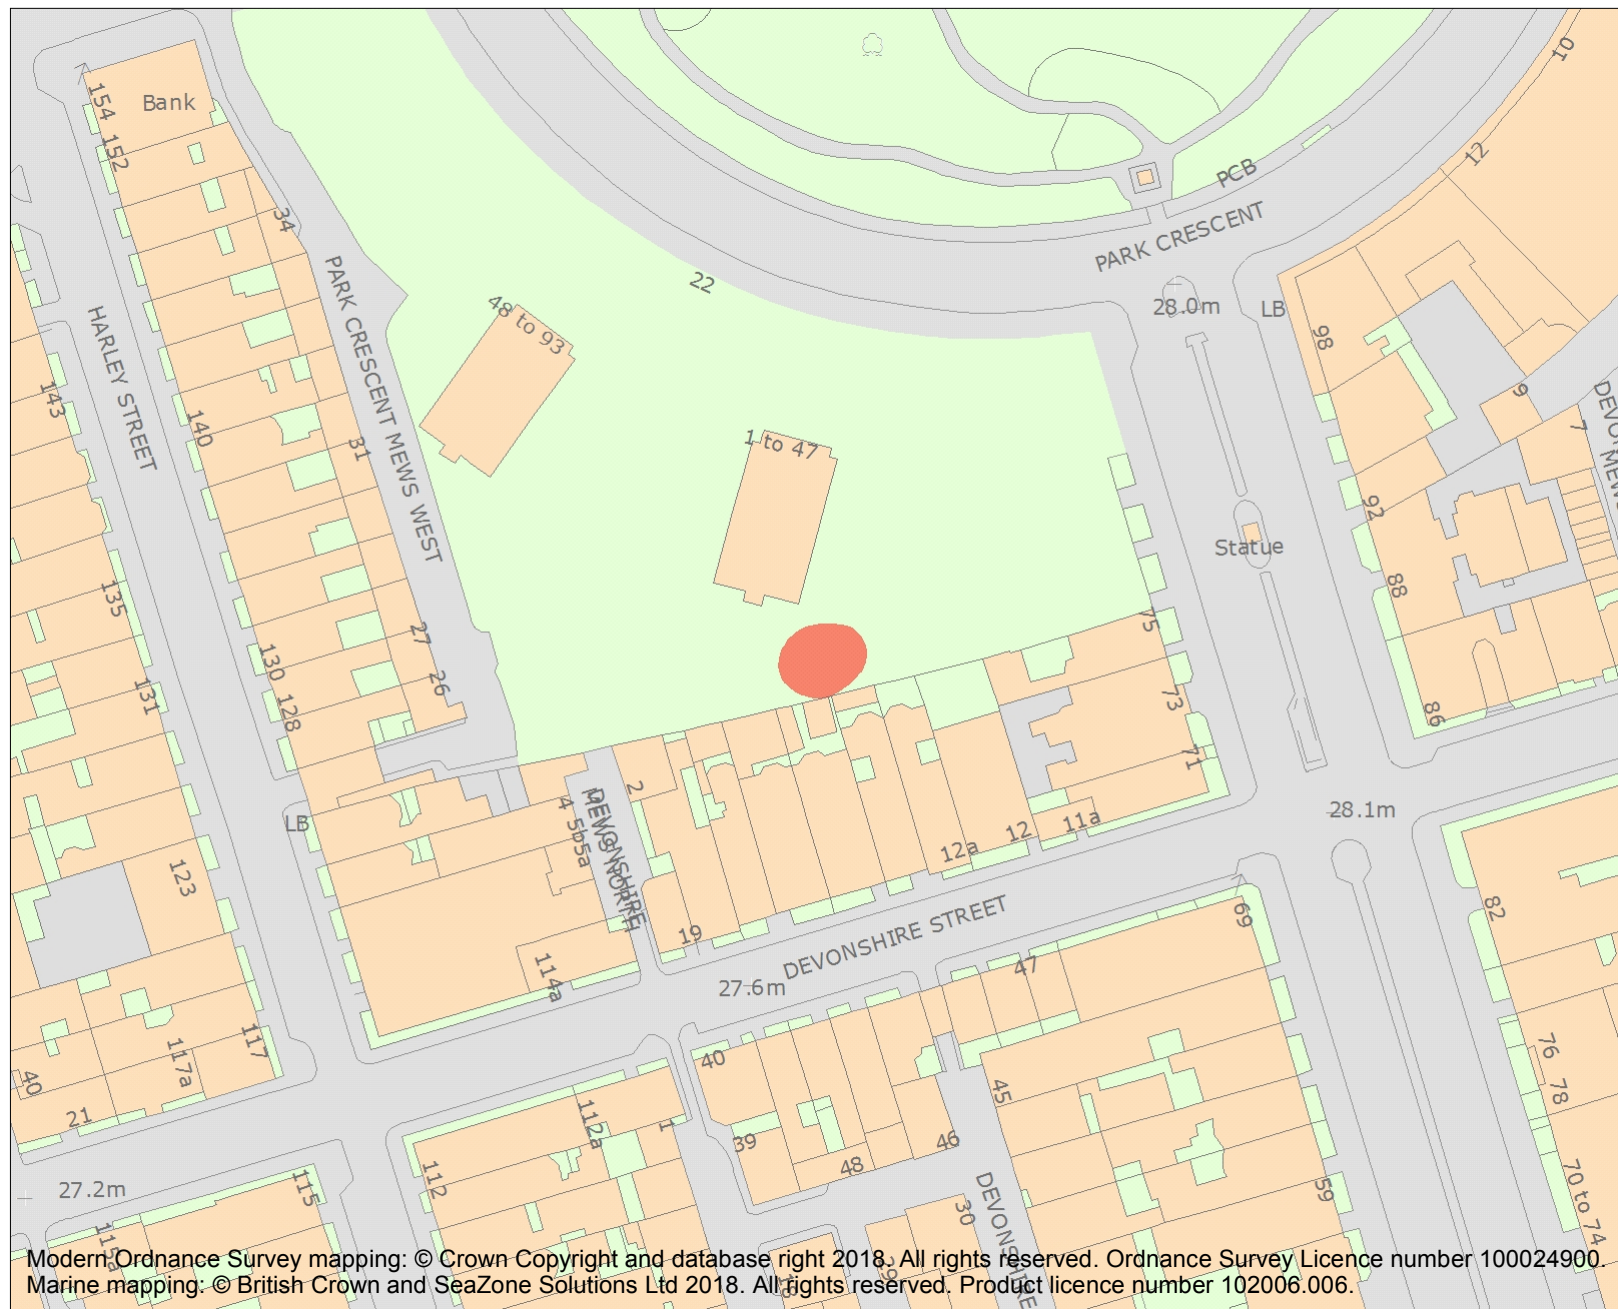 10
Bank
154
152
12
PCB
34
PARK CRESCENT
22
28.0m
LB
98
PARK CRESCENT MEWS WEST
48 to 93
HARLEY STREET
143
140
31
1 to 47
9
7
92
Statue
88
135
27
75
130
26
131
128
73
86
71
2
LB
4
5b5a
DEVONSHIRE
MEWS NORTH
12a
12
11a
28.1m
123
19
DEVONSHIRE STREET
69
82
114a
27.6m
47
117
117a
40
21
40
45
76
78
112a
1
39
46
48
112
27.2m
115
115a
30
59
70 to 74
DEVONSHIRE
29
18
Modern Ordnance Survey mapping: © Crown Copyright and database right 2018. All rights reserved. Ordnance Survey Licence number 100024900.
Marine mapping: © British Crown and SeaZone Solutions Ltd 2018. All rights reserved. Product licence number 102006.006.